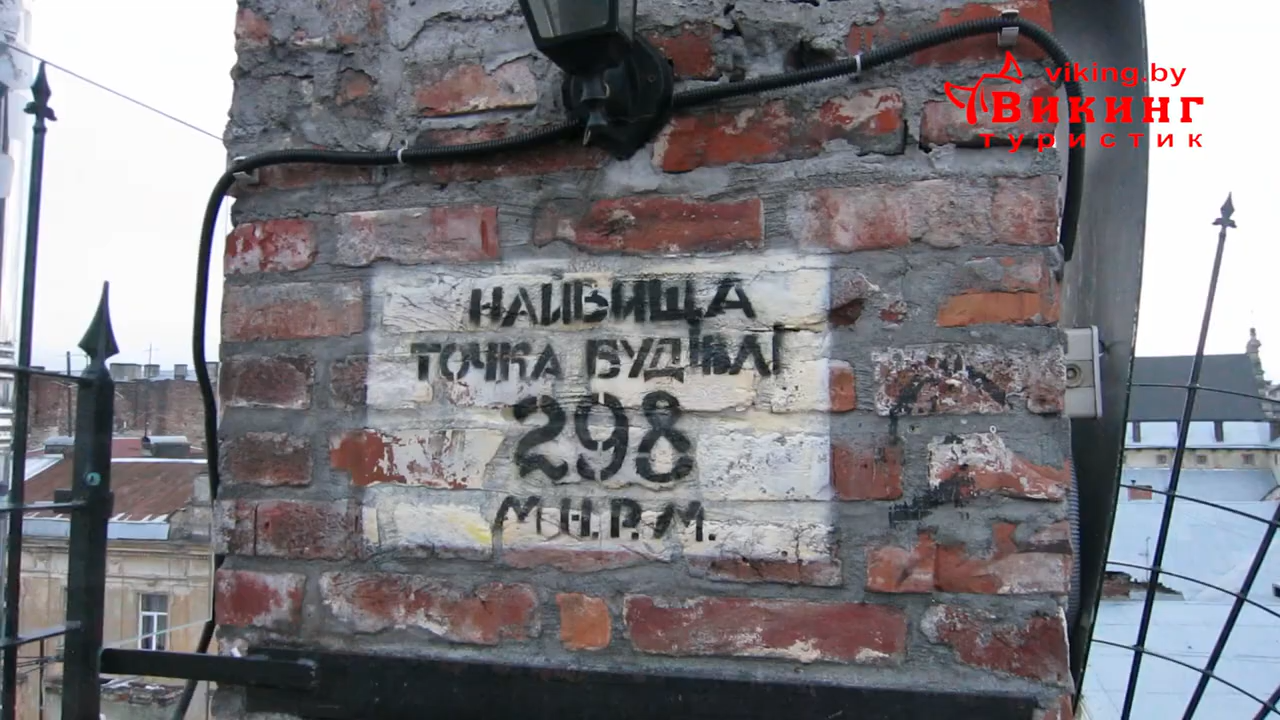 viking.by
Викинг
туристик
НАЙВИЩА
ТОЧКА БУДІВЛІ
298
М Н.Р.М.